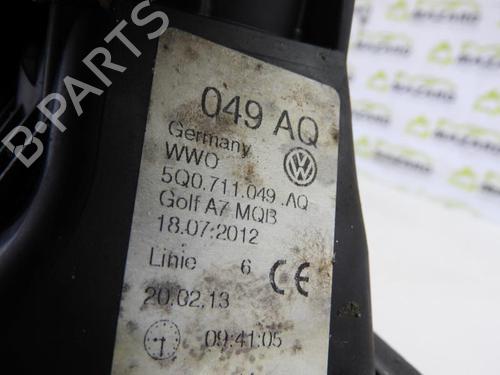 B-PARTS
049 AQ
Germany
WWO
5Q0.711.049 .AQ
Golf A7 MQB
18.07:2012
Linie 6 CE
20.02.13
09:41:05